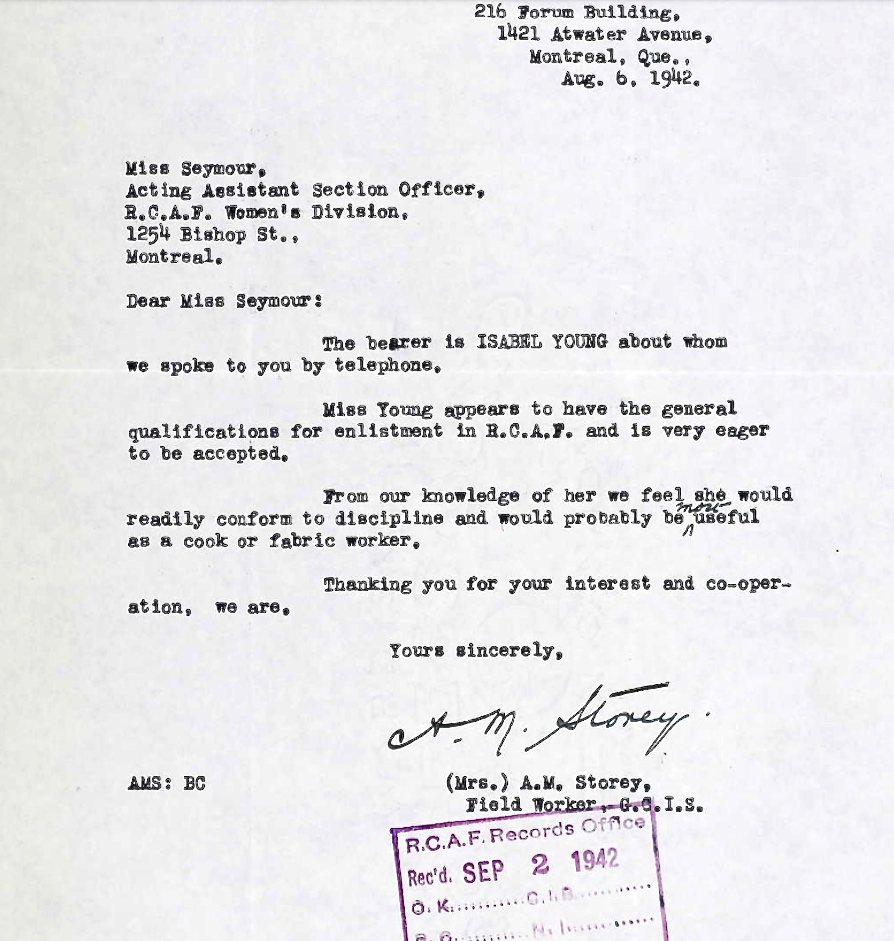 216 Forum Building,
1421 Atwater Avenue,
Montreal, Que.,
Aug. 6, 1942.
Miss Seymour,
Acting Assistant Section Officer,
R.C.A.F. Women's Division,
1254 Bishop St.,
Montreal.
Dear Miss Seymour:
The bearer is ISABEL YOUNG about whom
we spoke to you by telephone.
Miss Young appears to have the general
qualifications for enlistment in R.C.A.F. and is very eager
to be accepted.
From our knowledge of her we feel she would
readily conform to discipline and would probably be more useful
as a cook or fabric worker.
Thanking you for your interest and co-oper-
ation, we are.
Yours sincerely,
A. M. Storey.
AMS: BC
(Mrs.) A.M. Storey,
Field Worker, G.S.I.S.
R.C.A.F. Records Office
Rec'd. SEP 2 1942
O.K.